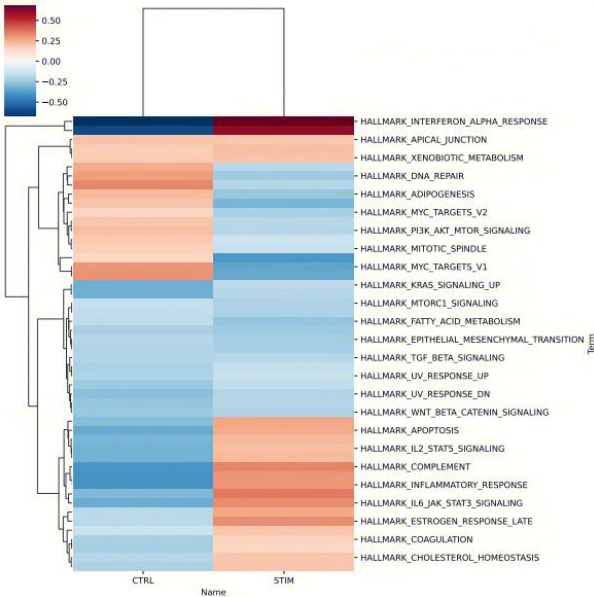 0.50
0.25
0.00
−0.25
−0.50
HALLMARK_INTERFERON_ALPHA_RESPONSE
HALLMARK_APICAL_JUNCTION
HALLMARK_XENOBIOTIC_METABOLISM
HALLMARK_DNA_REPAIR
HALLMARK_ADIPOGENESIS
HALLMARK_MYC_TARGETS_V2
HALLMARK_PI3K_AKT_MTOR_SIGNALING
HALLMARK_MITOTIC_SPINDLE
HALLMARK_MYC_TARGETS_V1
HALLMARK_KRAS_SIGNALING_UP
HALLMARK_MTORC1_SIGNALING
HALLMARK_FATTY_ACID_METABOLISM
HALLMARK_EPITHELIAL_MESENCHYMAL_TRANSITION
HALLMARK_TGF_BETA_SIGNALING
HALLMARK_UV_RESPONSE_UP
HALLMARK_UV_RESPONSE_DN
HALLMARK_WNT_BETA_CATENIN_SIGNALING
HALLMARK_APOPTOSIS
HALLMARK_IL2_STAT5_SIGNALING
HALLMARK_COMPLEMENT
HALLMARK_INFLAMMATORY_RESPONSE
HALLMARK_IL6_JAK_STAT3_SIGNALING
HALLMARK_ESTROGEN_RESPONSE_LATE
HALLMARK_COAGULATION
HALLMARK_CHOLESTEROL_HOMEOSTASIS
Term
CTRL STIM
Name